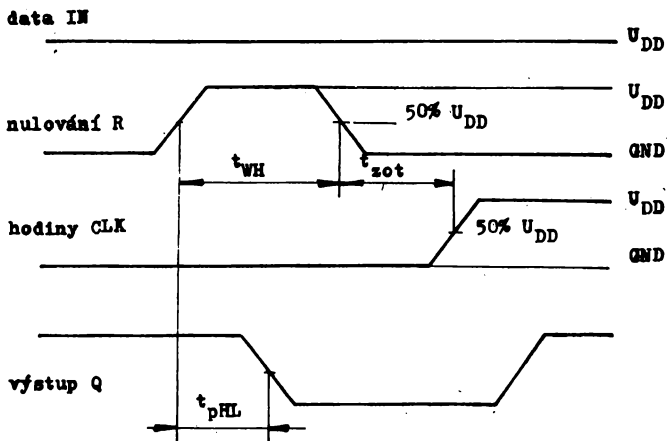 data IN
U_DD
U_DD
nulování R
50% U_DD
GND
t_WH
t_zot
U_DD
hodiny CLK
50% U_DD
GND
výstup Q
t_pHL